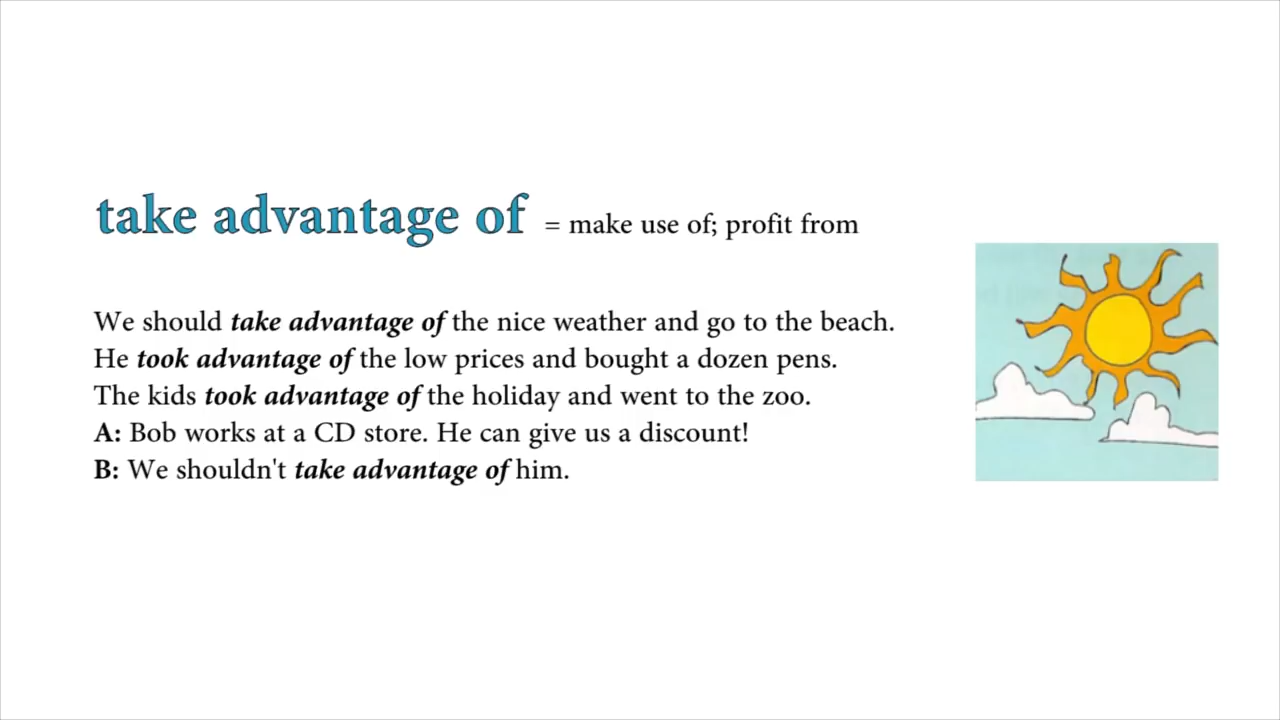 take advantage of = make use of; profit from
We should take advantage of the nice weather and go to the beach.
He took advantage of the low prices and bought a dozen pens.
The kids took advantage of the holiday and went to the zoo.
A: Bob works at a CD store. He can give us a discount!
B: We shouldn't take advantage of him.